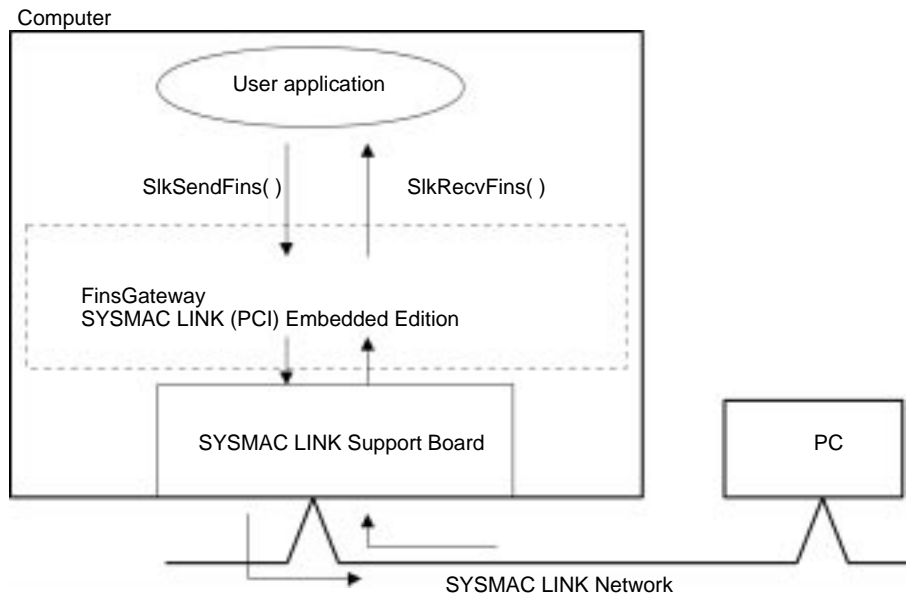 Computer
User application
SlkSendFins( )
SlkRecvFins( )
FinsGateway
SYSMAC LINK (PCI) Embedded Edition
SYSMAC LINK Support Board
PC
SYSMAC LINK Network